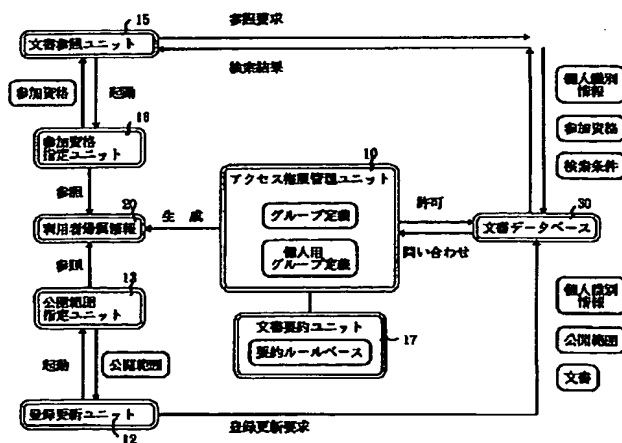 15
参照要求
文書参照ユニット
検索結果
参加資格
起動
個人識別
情報
参加資格
検索条件
16
参加資格
指定ユニット
参照
10
アクセス権限管理ユニット
グループ定義
個人用
グループ定義
許可
問い合わせ
30
文書データベース
20
生成
利用者環境情報
参照
13
公開範囲
指定ユニット
文書要約ユニット
要約ルールベース
17
個人識別
情報
公開範囲
文書
起動
公開範囲
登録更新ユニット
12
登録更新要求